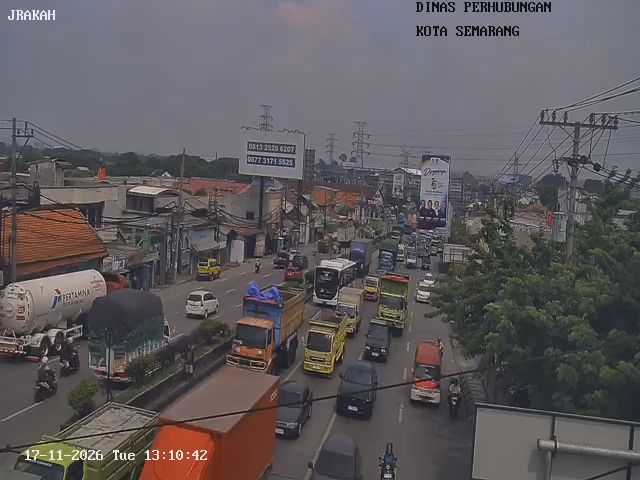 JRAKAH
DINAS PERHUBUNGAN
KOTA SEMARANG
0813 2528 6207
0877 3171 5525
PERTAMINA
17-11-2026 Tue 13:10:42